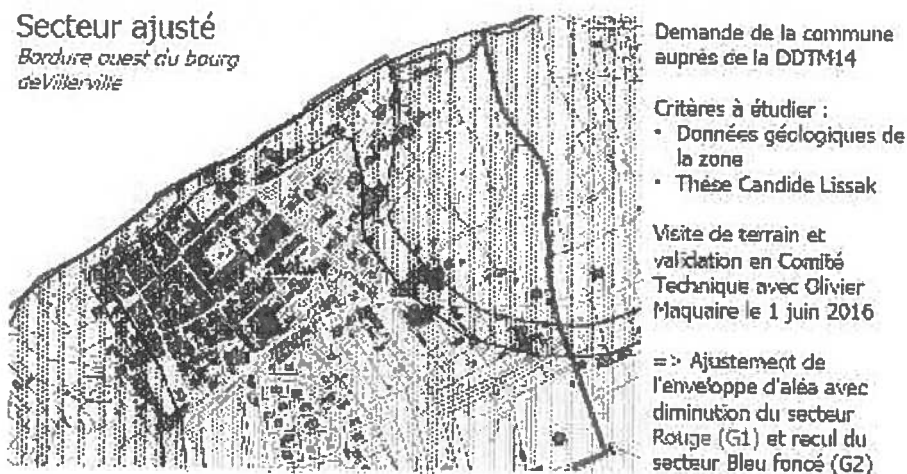 Secteur ajusté
Bordure ouest du bourg
deVillerville
Demande de la commune
auprès de la DDTM14
Critères à étudier :
• Données géologiques de
la zone
• Thèse Candide Lissak
Visite de terrain et
validation en Comité
Technique avec Olivier
Maquaire le 1 juin 2016
=> Ajustement de
l'enveloppe d'aléa avec
diminution du secteur
Rouge (G1) et recul du
secteur Bleu foncé (G2)